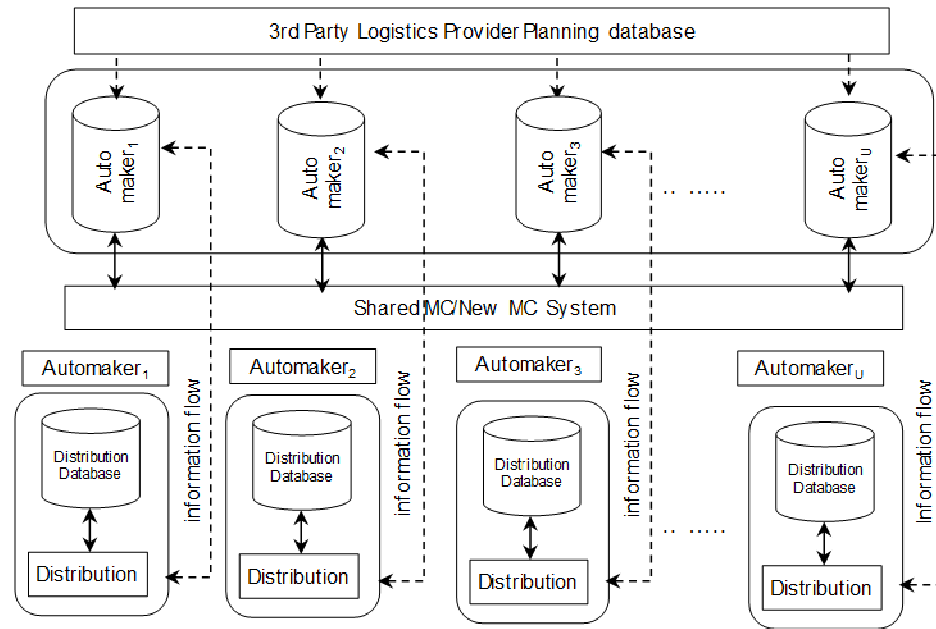 3rd Party Logistics Provider Planning database
Auto
maker₁
Auto
maker₂
Auto
maker₃
.. .....
Auto
makerᵤ
Shared MC/New MC System
Automaker₁
Automaker₂
Automaker₃
Automakerᵤ
Distribution
Database
Distribution
information flow
Distribution
Database
Distribution
information flow
Distribution
Database
Distribution
information flow
.. .....
Distribution
Database
Distribution
Information flow